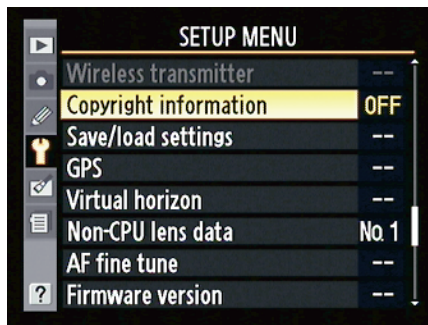 SETUP MENU
Wireless transmitter --
Copyright information OFF
Save/load settings --
GPS --
Virtual horizon --
Non-CPU lens data No. 1
AF fine tune --
? Firmware version --